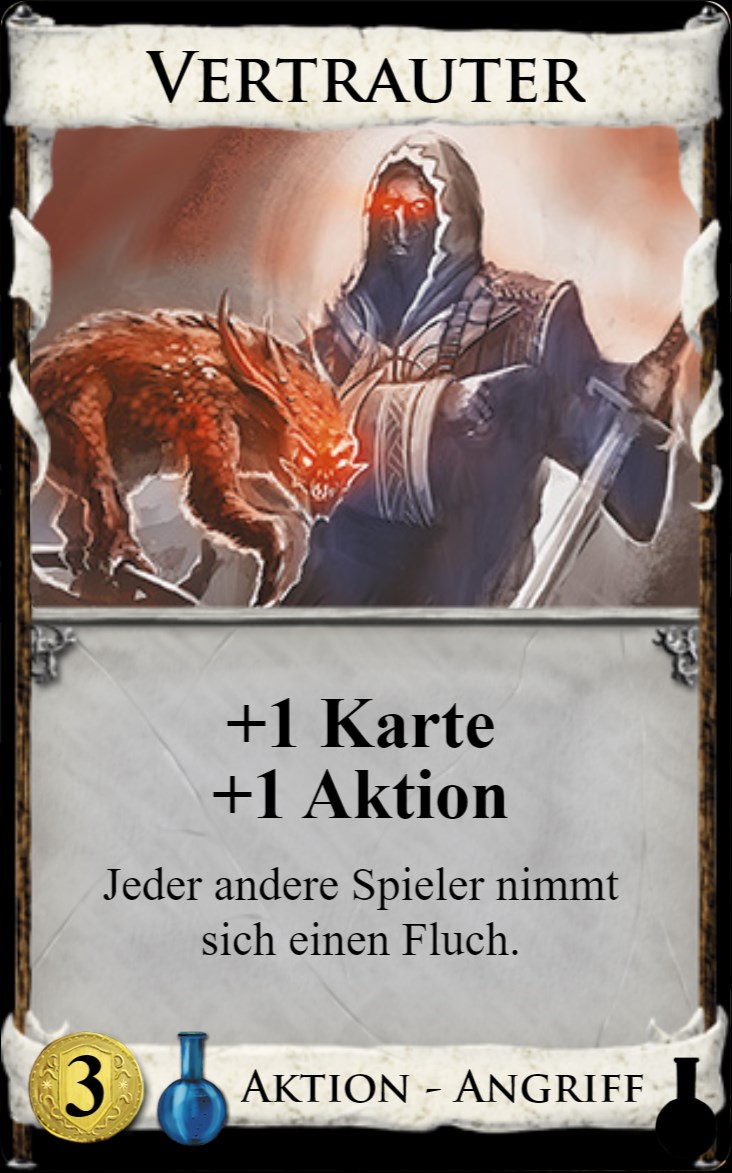 Vertrauter
+1 Karte
+1 Aktion
Jeder andere Spieler nimmt
sich einen Fluch.
3 Aktion - Angriff